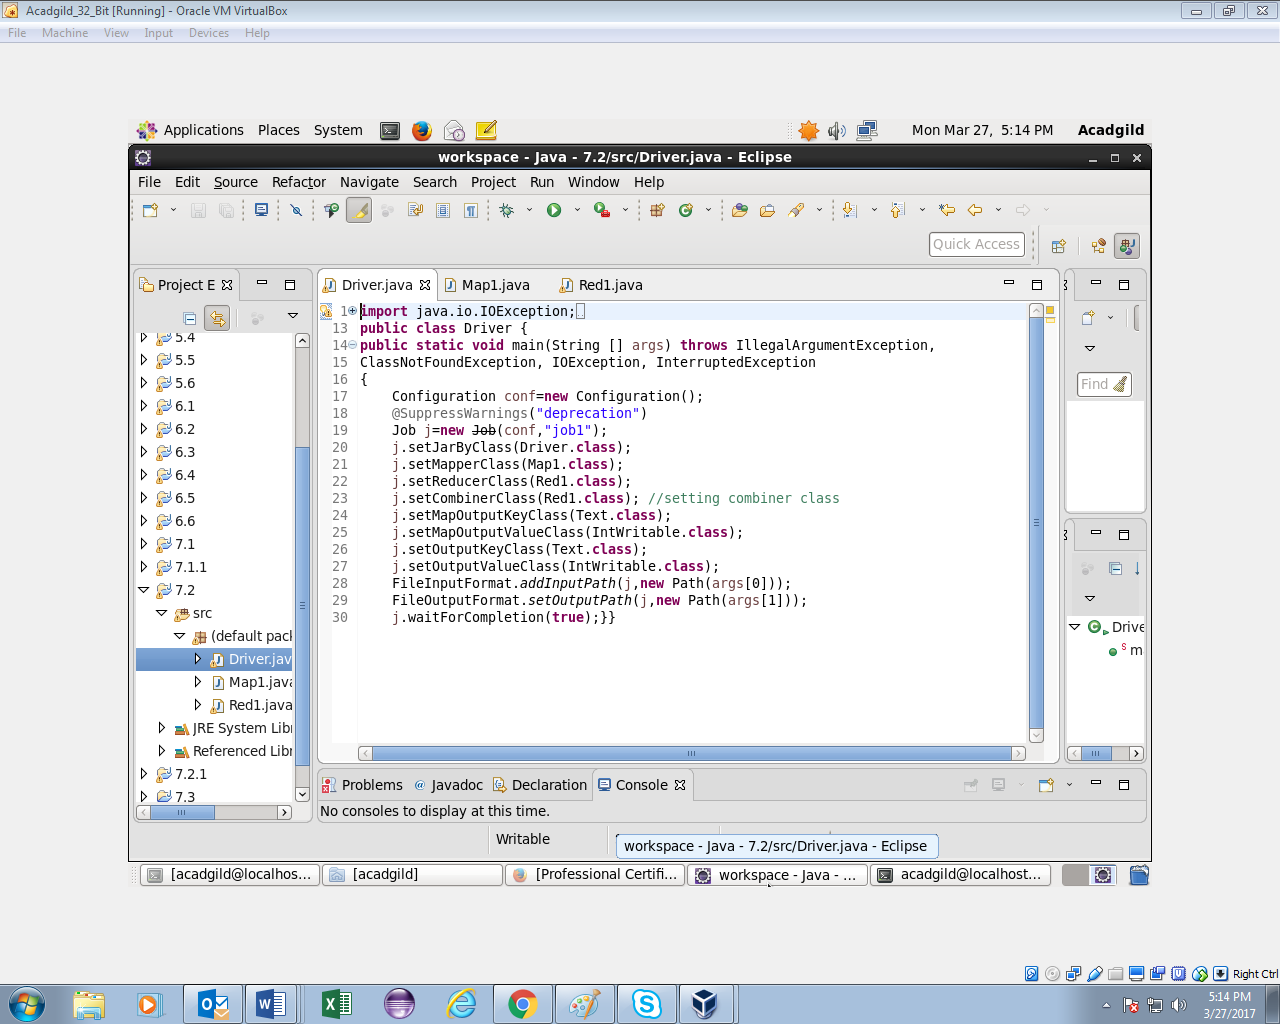 Acadgild_32_Bit [Running] - Oracle VM VirtualBox
File Machine View Input Devices Help
Applications Places System
Mon Mar 27, 5:14 PM Acadgild
workspace - Java - 7.2/src/Driver.java - Eclipse
File Edit Source Refactor Navigate Search Project Run Window Help
Quick Access
Project E
Driver.java Map1.java Red1.java
5.4
5.5
5.6
6.1
6.2
6.3
6.4
6.5
6.6
7.1
7.1.1
7.2
src
(default pack
Driver.jav
Map1.java
Red1.java
JRE System Libr
Referenced Libr
7.2.1
7.3
1 import java.io.IOException;
13 public class Driver {
14 public static void main(String [] args) throws IllegalArgumentException,
15 ClassNotFoundException, IOException, InterruptedException
16 {
17 Configuration conf=new Configuration();
18 @SuppressWarnings("deprecation")
19 Job j=new Job(conf,"job1");
20 j.setJarByClass(Driver.class);
21 j.setMapperClass(Map1.class);
22 j.setReducerClass(Red1.class);
23 j.setCombinerClass(Red1.class); //setting combiner class
24 j.setMapOutputKeyClass(Text.class);
25 j.setMapOutputValueClass(IntWritable.class);
26 j.setOutputKeyClass(Text.class);
27 j.setOutputValueClass(IntWritable.class);
28 FileInputFormat.addInputPath(j,new Path(args[0]));
29 FileOutputFormat.setOutputPath(j,new Path(args[1]));
30 j.waitForCompletion(true);}}
Find
Drive
m
Problems @ Javadoc Declaration Console
No consoles to display at this time.
Writable
workspace - Java - 7.2/src/Driver.java - Eclipse
[acadgild@localhos... [acadgild] [Professional Certifi... workspace - Java - ... acadgild@localhost...
Right Ctrl
5:14 PM
3/27/2017